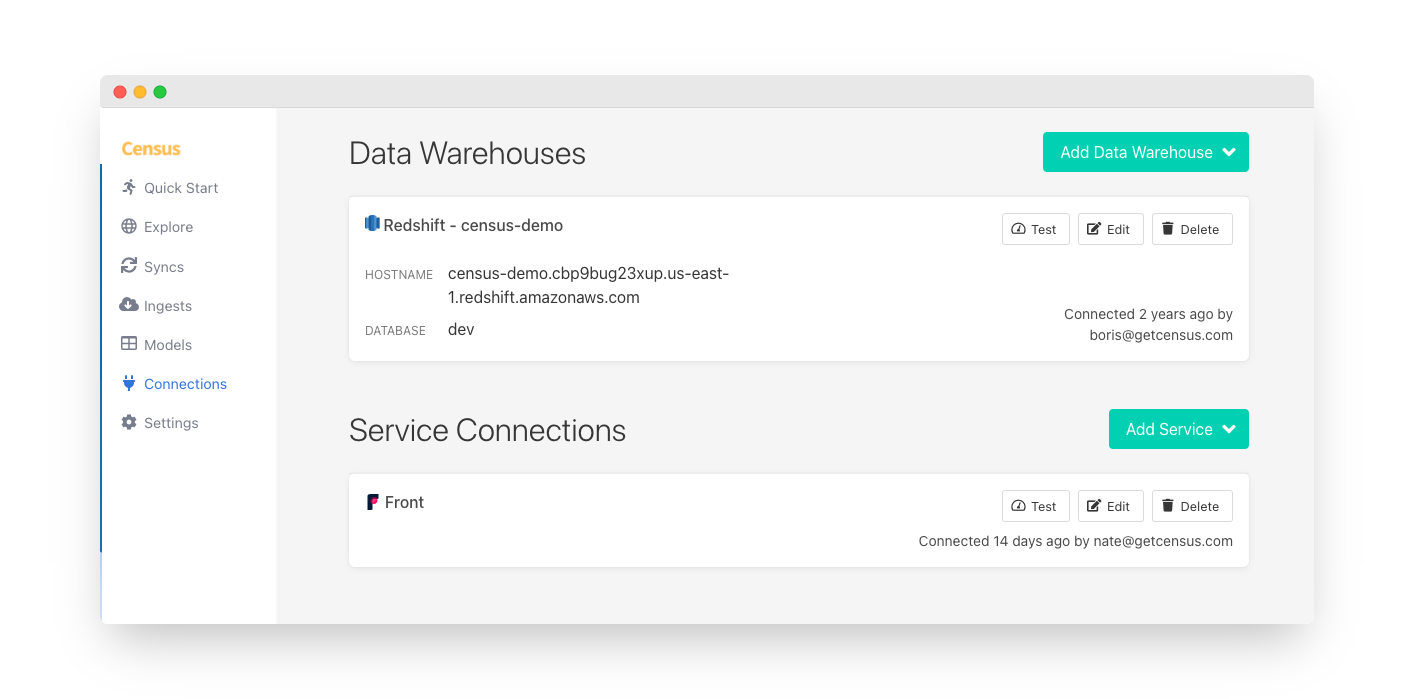 Census
Quick Start
Explore
Syncs
Ingests
Models
Connections
Settings
Data Warehouses
Add Data Warehouse
Redshift - census-demo
Test
Edit
Delete
HOSTNAME census-demo.cbp9bug23xup.us-east-
1.redshift.amazonaws.com
DATABASE dev
Connected 2 years ago by
boris@getcensus.com
Service Connections
Add Service
Front
Test
Edit
Delete
Connected 14 days ago by nate@getcensus.com